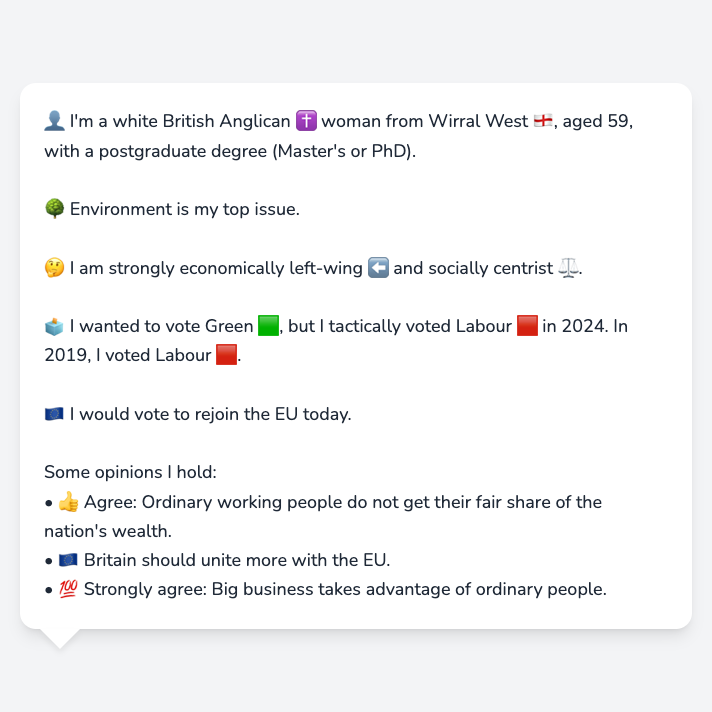 👤 I'm a white British Anglican ✝️ woman from Wirral West 🏴󠁧󠁢󠁥󠁮󠁧󠁿, aged 59,
with a postgraduate degree (Master's or PhD).
🌳 Environment is my top issue.
🤔 I am strongly economically left-wing ⬅️ and socially centrist ⚖️.
🗳️ I wanted to vote Green 🟩, but I tactically voted Labour 🟥 in 2024. In
2019, I voted Labour 🟥.
🇪🇺 I would vote to rejoin the EU today.
Some opinions I hold:
• 👍 Agree: Ordinary working people do not get their fair share of the
nation's wealth.
• 🇪🇺 Britain should unite more with the EU.
• 💯 Strongly agree: Big business takes advantage of ordinary people.